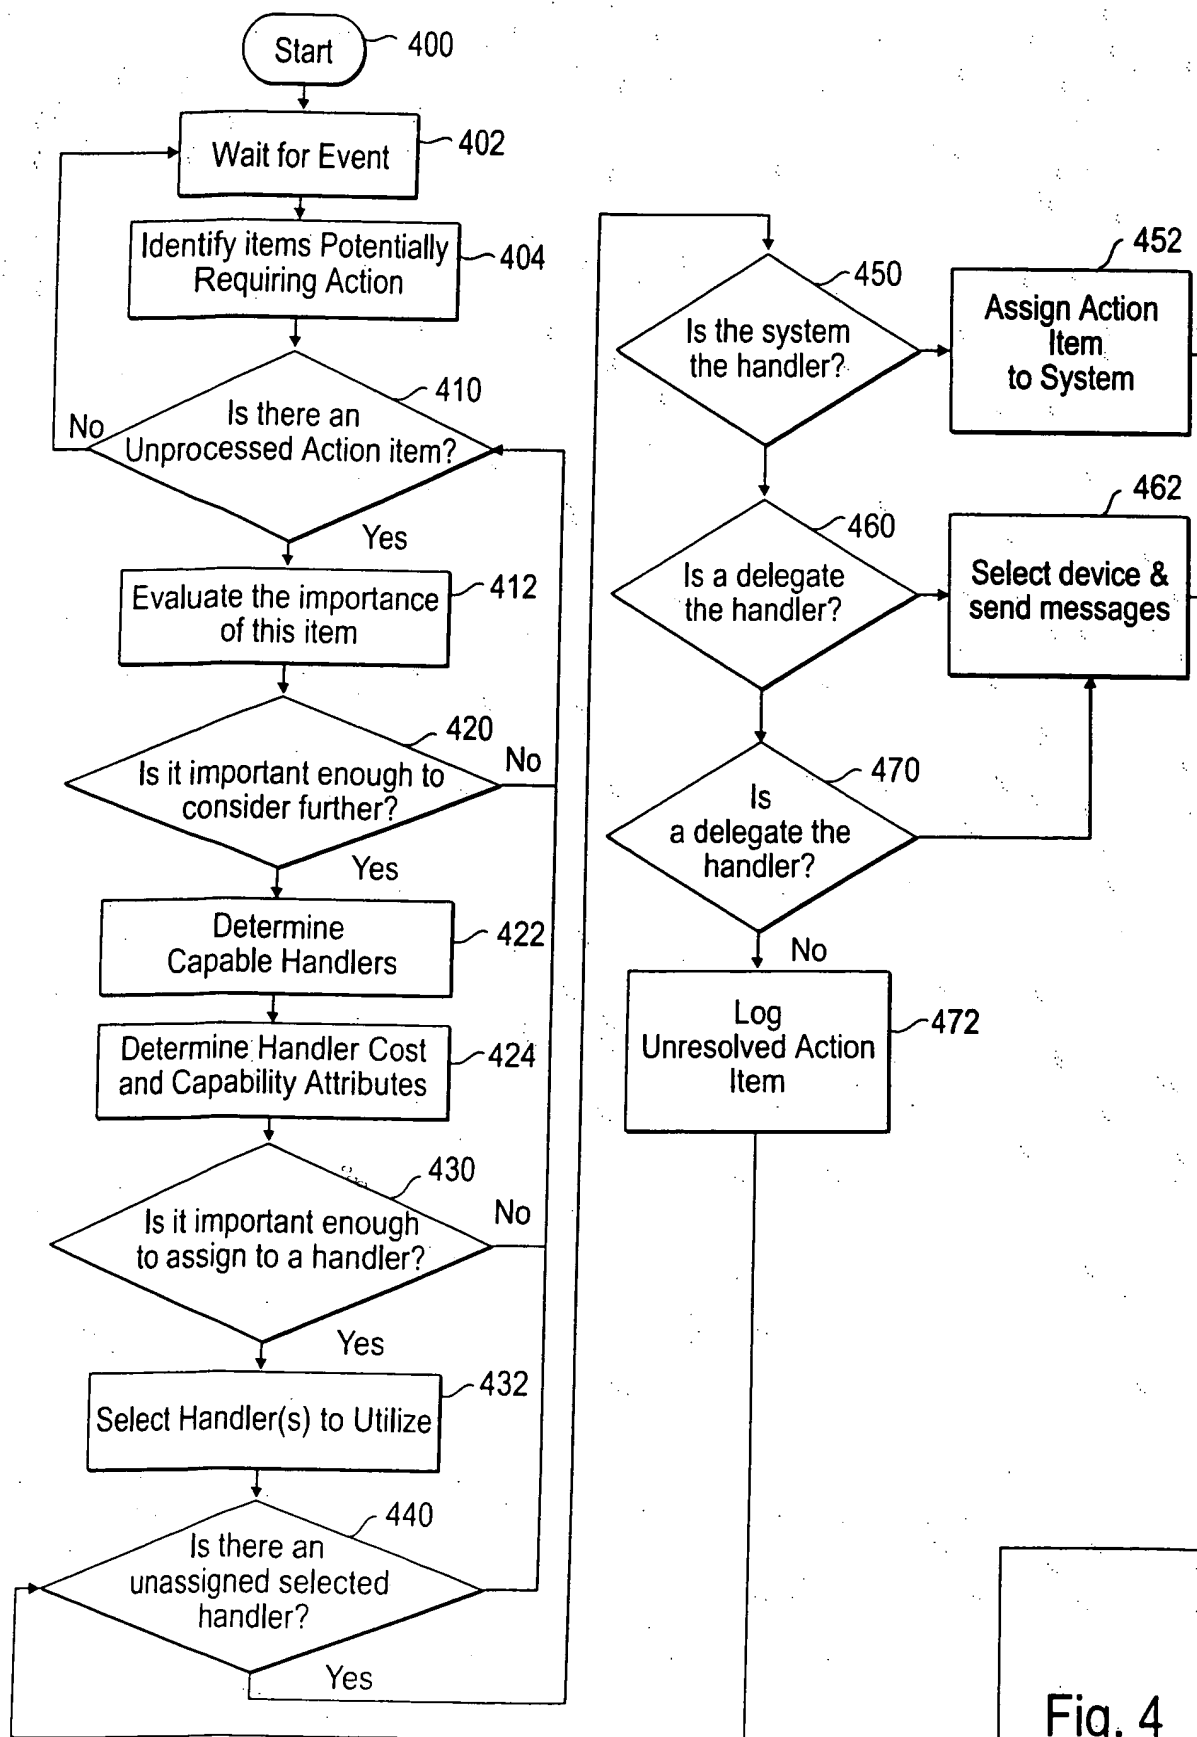 Start
400
Wait for Event
402
Identify items Potentially
Requiring Action
404
Is there an
Unprocessed Action item?
410
No
Yes
Evaluate the importance
of this item
412
Is it important enough to
consider further?
420
No
Yes
Determine
Capable Handlers
422
Determine Handler Cost
and Capability Attributes
424
Is it important enough
to assign to a handler?
430
No
Yes
Select Handler(s) to Utilize
432
Is there an
unassigned selected
handler?
440
Yes
Is the system
the handler?
450
Assign Action
Item
to System
452
Is a delegate
the handler?
460
Select device &
send messages
462
Is
a delegate the
handler?
470
No
Log
Unresolved Action
Item
472
Fig. 4